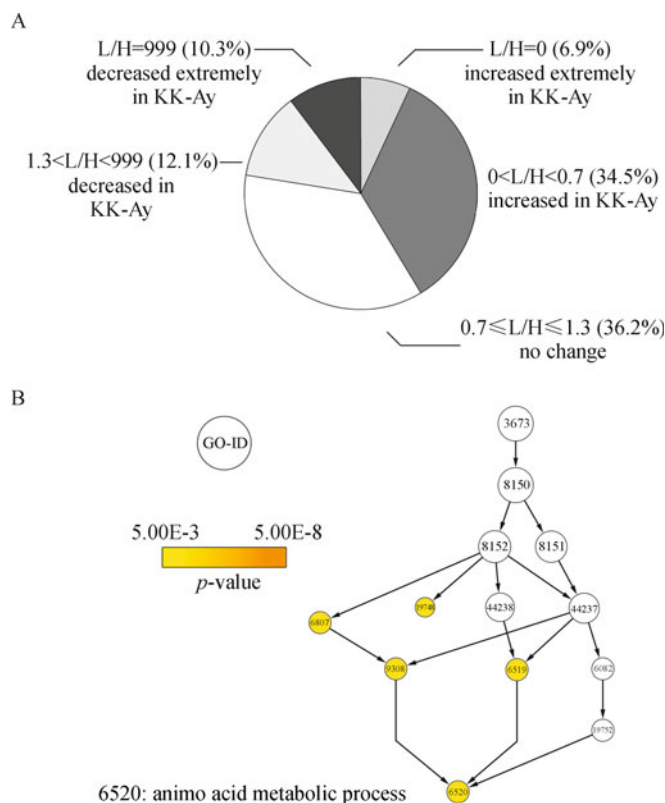 A
L/H=999 (10.3%)
decreased extremely
in KK-Ay
L/H=0 (6.9%)
increased extremely
in KK-Ay
1.3<L/H<999 (12.1%)
decreased in
KK-Ay
0<L/H<0.7 (34.5%)
increased in KK-Ay
0.7≤L/H≤1.3 (36.2%)
no change
B
GO-ID
3673
8150
5.00E-3 5.00E-8
p-value
8152
8151
19748
44238
44237
6807
9308
6519
6082
19752
6520
6520: animo acid metabolic process